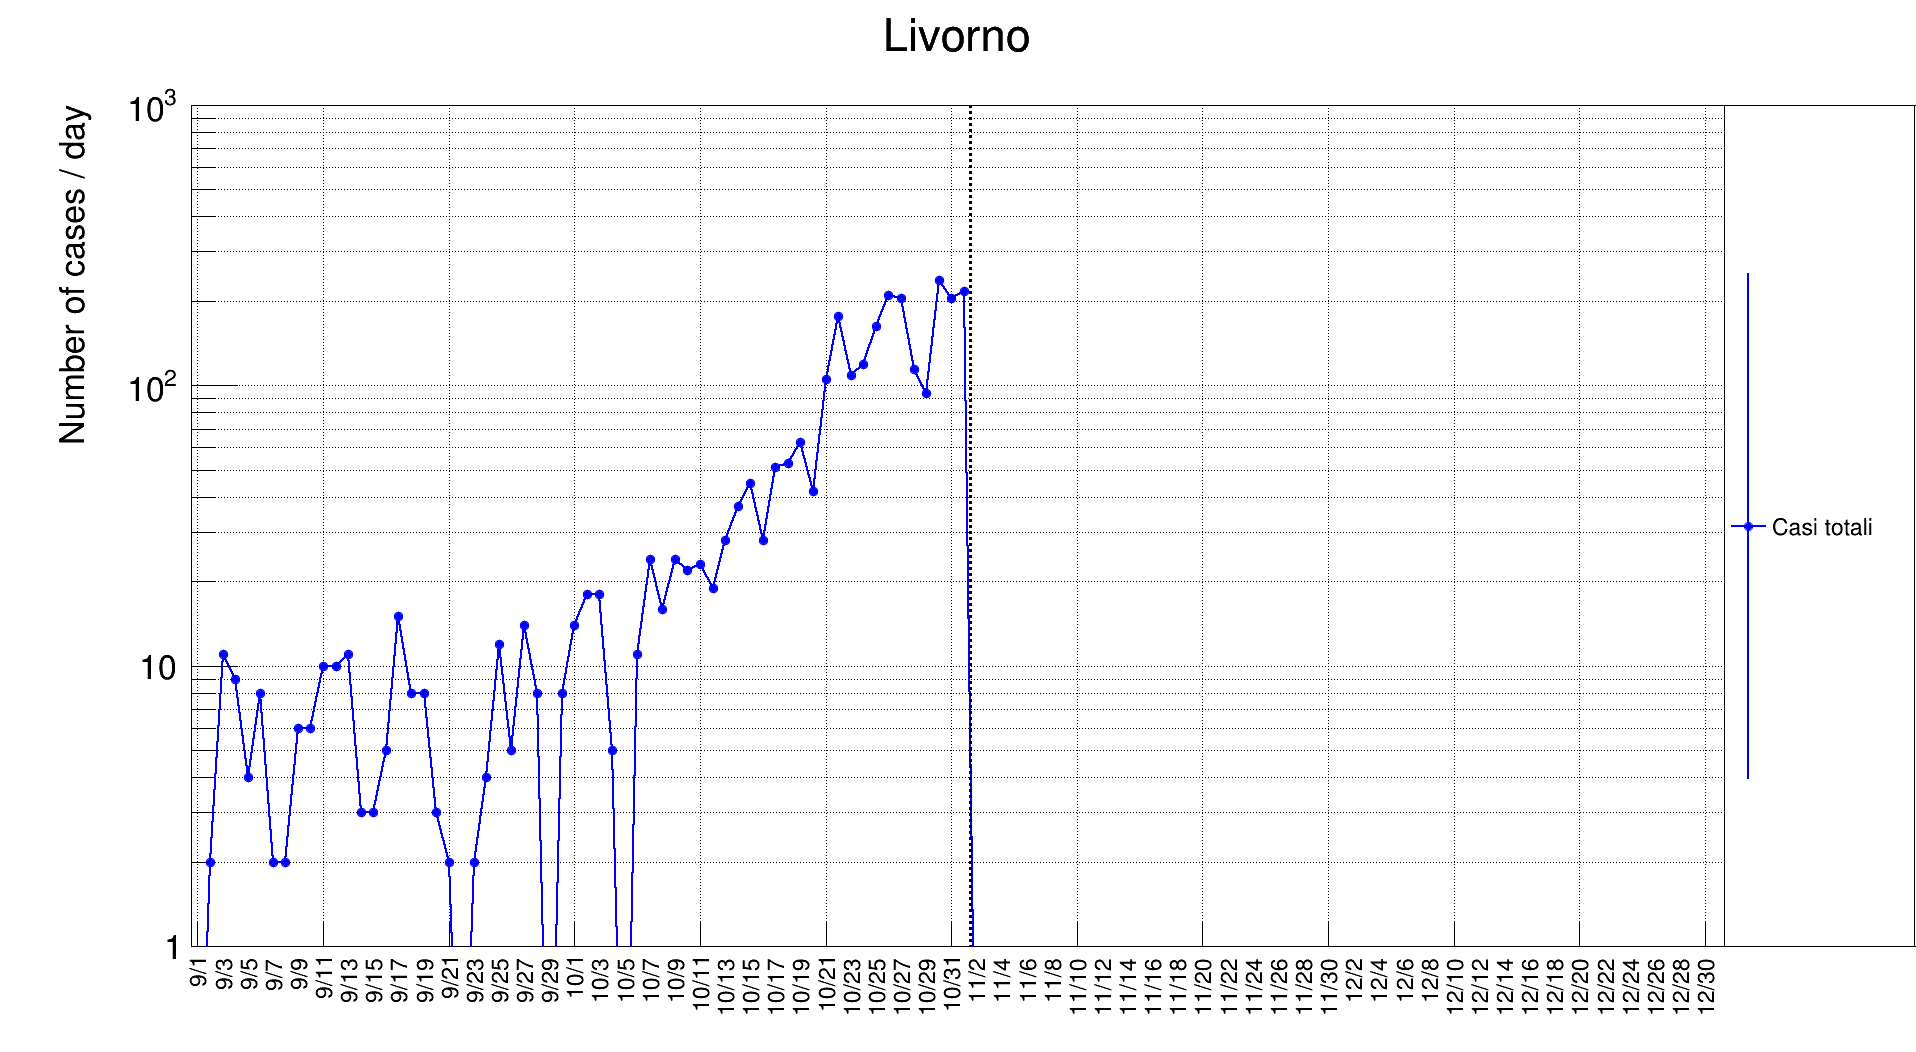 Livorno
Number of cases / day
10³
10²
10
1
9/1 9/3 9/5 9/7 9/9 9/11 9/13 9/15 9/17 9/19 9/21 9/23 9/25 9/27 9/29 10/1 10/3 10/5 10/7 10/9 10/11 10/13 10/15 10/17 10/19 10/21 10/23 10/25 10/27 10/29 10/31 11/2 11/4 11/6 11/8 11/10 11/12 11/14 11/16 11/18 11/20 11/22 11/24 11/26 11/28 11/30 12/2 12/4 12/6 12/8 12/10 12/12 12/14 12/16 12/18 12/20 12/22 12/24 12/26 12/28 12/30
Casi totali